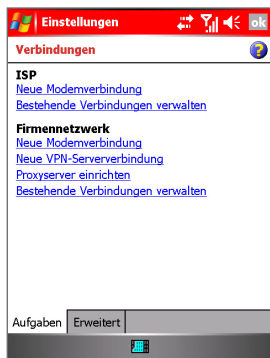 Einstellungen ok
Verbindungen
ISP
Neue Modemverbindung
Bestehende Verbindungen verwalten
Firmennetzwerk
Neue Modemverbindung
Neue VPN-Serververbindung
Proxyserver einrichten
Bestehende Verbindungen verwalten
Aufgaben Erweitert